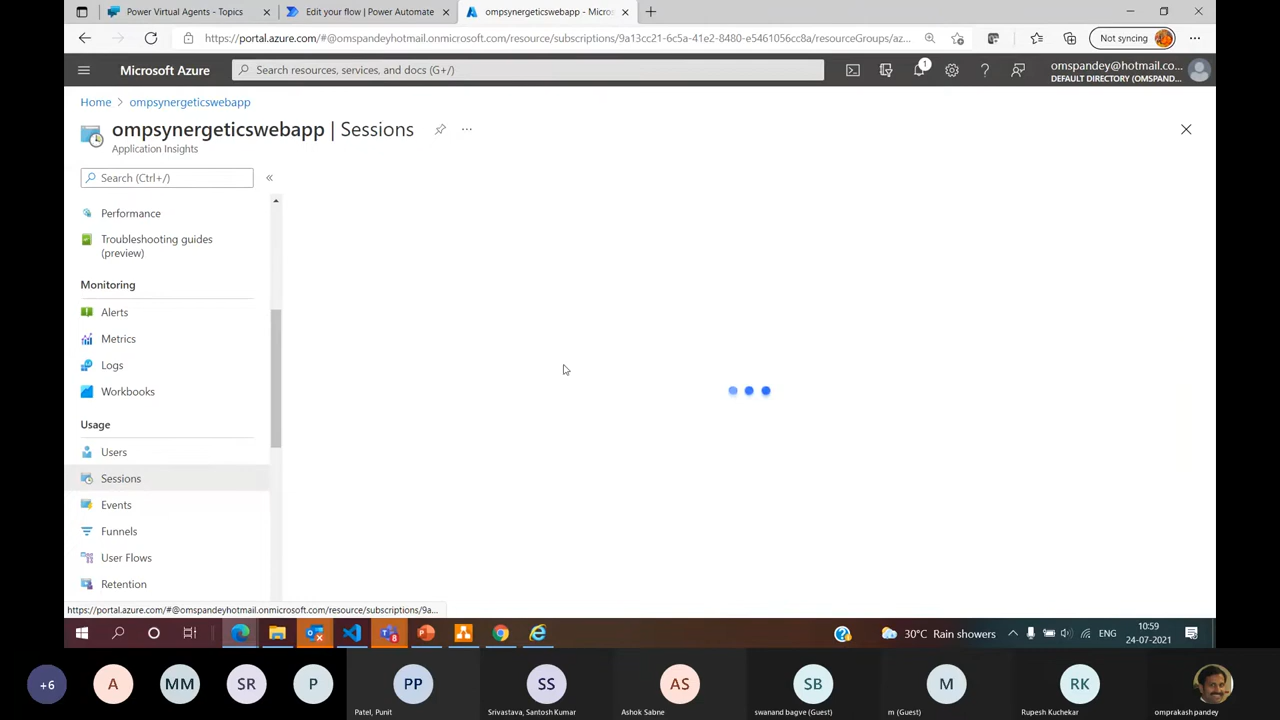 Power Virtual Agents - Topics
Edit your flow | Power Automate
ompsynergeticswebapp - Micros
https://portal.azure.com/#@omspandeyhotmail.onmicrosoft.com/resource/subscriptions/9a13cc21-6c5a-41e2-8480-e5461056cc8a/resourceGroups/az...
Not syncing
Microsoft Azure
Search resources, services, and docs (G+/)
1
omspandey@hotmail.co...
DEFAULT DIRECTORY (OMSPAND...
Home > ompsynergeticswebapp
ompsynergeticswebapp | Sessions
Application Insights
Search (Ctrl+/)
Performance
Troubleshooting guides
(preview)
Monitoring
Alerts
Metrics
Logs
Workbooks
Usage
Users
Sessions
Events
Funnels
User Flows
Retention
https://portal.azure.com/#@omspandeyhotmail.onmicrosoft.com/resource/subscriptions/9a...
8
30°C Rain showers
ENG
10:59
24-07-2021
+6
A
MM
SR
P
PP
SS
AS
SB
M
RK
Patel, Punit
Srivastava, Santosh Kumar
Ashok Sabne
swanand bagve (Guest)
m (Guest)
Rupesh Kuchekar
omprakash pandey